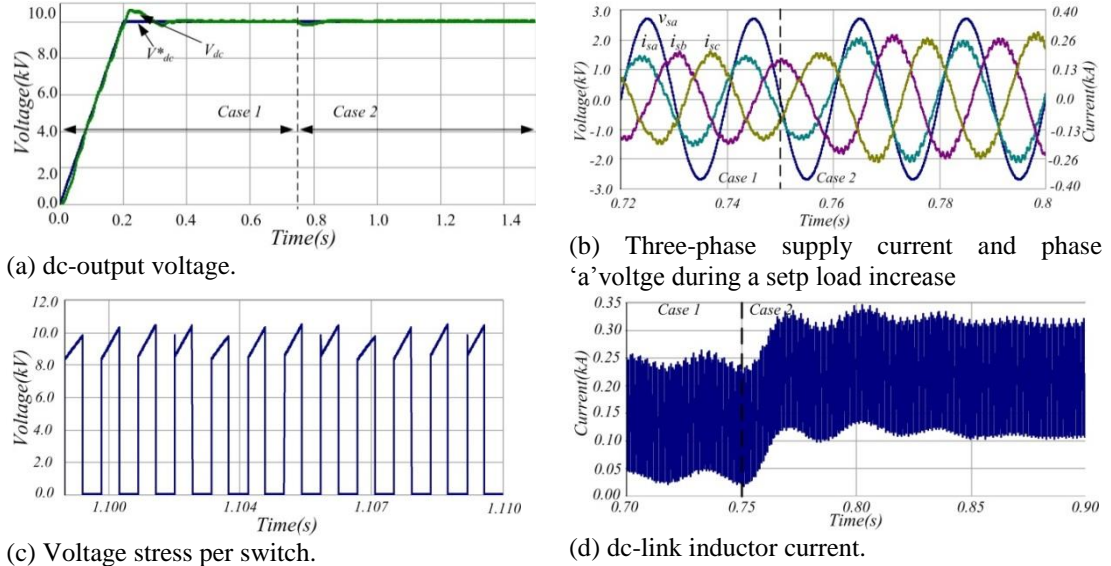 10.0
8.0
4.0
2.0
0.0
Voltage(kV)
V*dc
Vdc
Case 1
Case 2
0.0
0.2
0.4
0.6
0.8
1.0
1.2
1.4
Time(s)
(a) dc-output voltage.
3.0
2.0
1.0
0.0
-1.0
-2.0
-3.0
Voltage(kV)
vsa
isa
isb
isc
0.40
0.26
0.13
0.0
-0.13
-0.26
-0.40
Current(kA)
Case 1
Case 2
0.72
0.74
0.76
0.78
0.8
Time(s)
(b) Three-phase supply current and phase
‘a’voltge during a setp load increase
12.0
10.0
8.0
6.0
4.0
2.0
0.0
Voltage(kV)
1.100
1.104
1.107
1.110
Time(s)
(c) Voltage stress per switch.
0.35
0.30
0.25
0.20
0.15
0.10
0.05
0.00
Current(kA)
Case 1
Case 2
0.70
0.75
0.80
0.85
0.90
Time(s)
(d) dc-link inductor current.